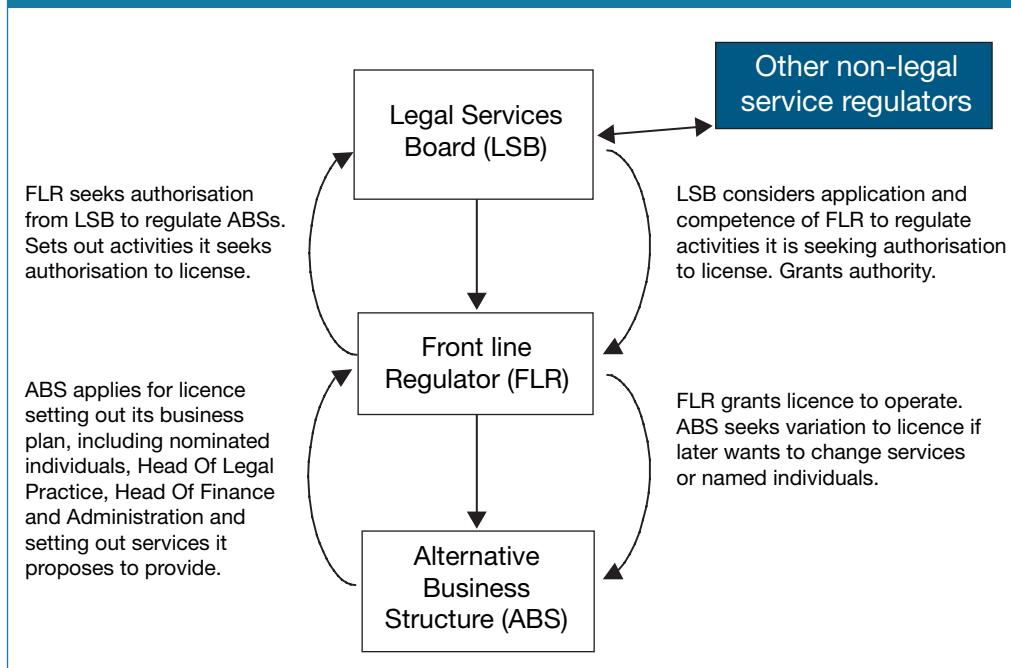 Other non-legal
service regulators
Legal Services
Board (LSB)
FLR seeks authorisation
from LSB to regulate ABSs.
Sets out activities it seeks
authorisation to license.
LSB considers application and
competence of FLR to regulate
activities it is seeking authorisation
to license. Grants authority.
Front line
Regulator (FLR)
ABS applies for licence
setting out its business
plan, including nominated
individuals, Head Of Legal
Practice, Head Of Finance
and Administration and
setting out services it
proposes to provide.
FLR grants licence to operate.
ABS seeks variation to licence if
later wants to change services
or named individuals.
Alternative
Business
Structure (ABS)